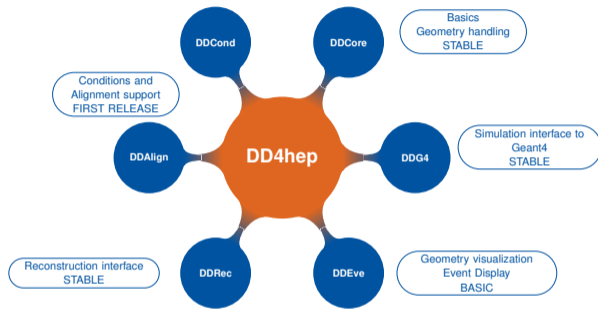 DDCond
DDCore
Basics
Geometry handling
STABLE
Conditions and
Alignment support
FIRST RELEASE
DDAlign
DD4hep
DDG4
Simulation interface to
Geant4
STABLE
Reconstruction interface
STABLE
DDRec
DDEve
Geometry visualization
Event Display
BASIC